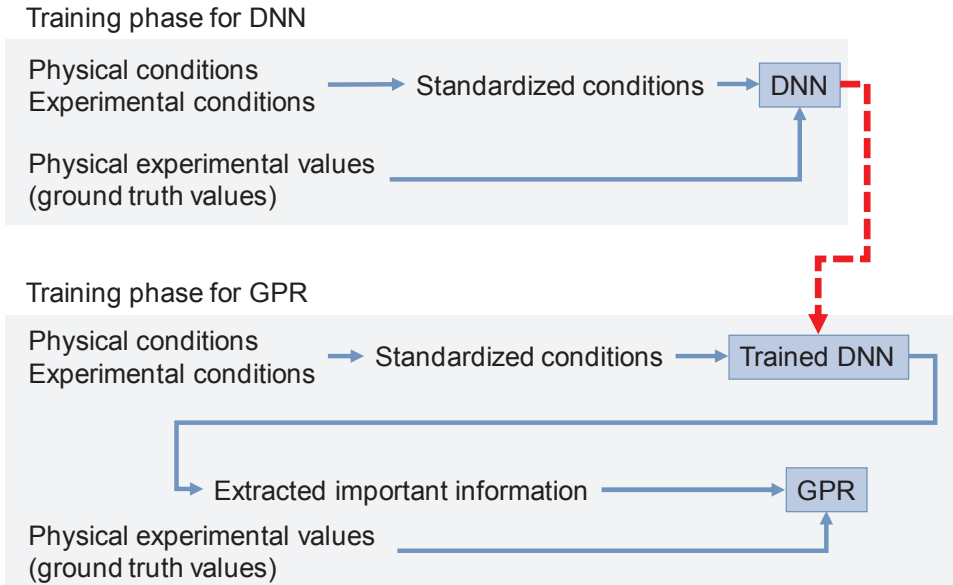 Training phase for DNN
Physical conditions
Experimental conditions
Standardized conditions
DNN
Physical experimental values
(ground truth values)
Training phase for GPR
Physical conditions
Experimental conditions
Standardized conditions
Trained DNN
Extracted important information
GPR
Physical experimental values
(ground truth values)